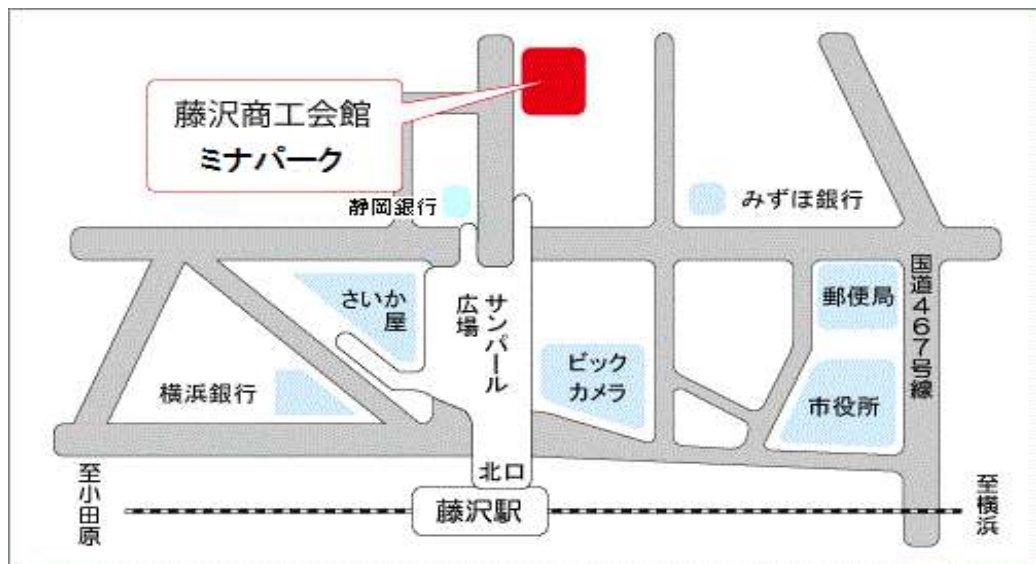 藤沢商工会館
ミナパーク
静岡銀行
みずほ銀行
さいか
屋
サンパール
広場
郵便局
国道467号線
ビック
カメラ
横浜銀行
市役所
北口
藤沢駅
至小田原
至横浜